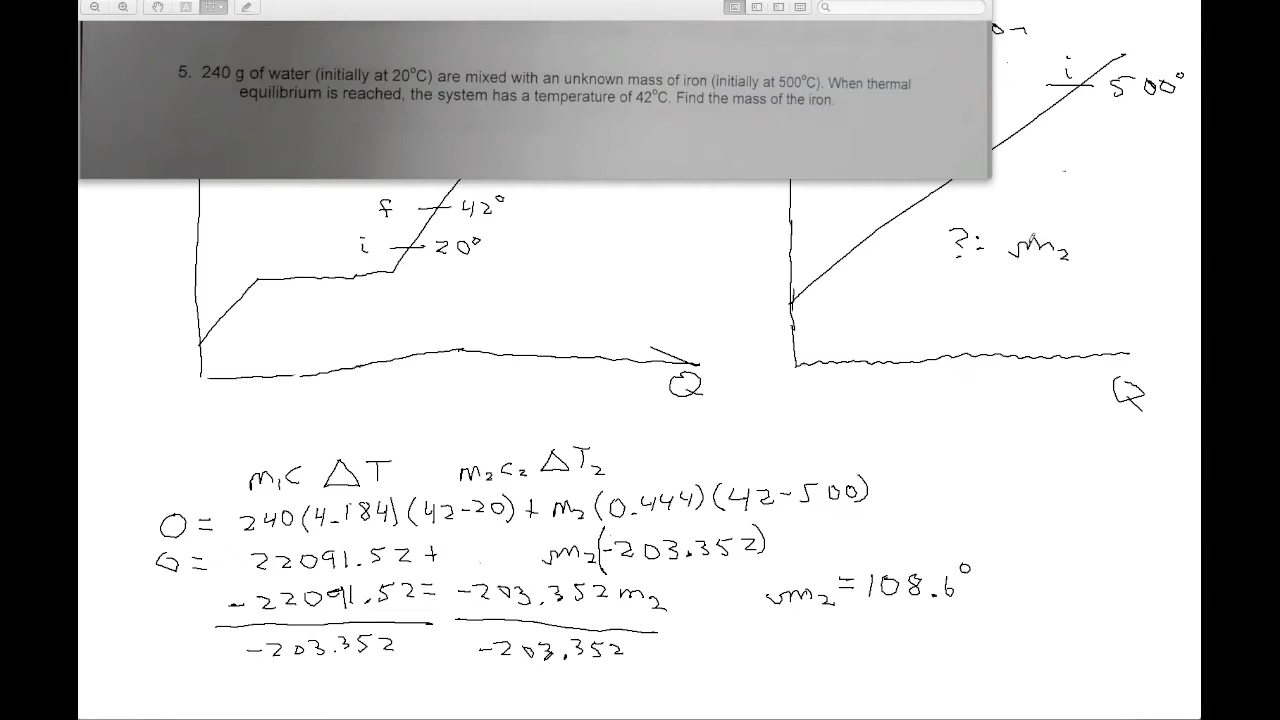 5. 240 g of water (initially at 20°C) are mixed with an unknown mass of iron (initially at 500°C). When thermal
equilibrium is reached, the system has a temperature of 42°C. Find the mass of the iron.
i
500°
f 42°
i 20°
?: m₂
Q
Q
m₁c ΔT m₂c₂ ΔT₂
0 = 240(4.184)(42-20) + m₂(0.444)(42-500)
0 = 22091.52 + m₂(-203.352)
-22091.52 = -203.352m₂
m₂ = 108.6°
-203.352 -203.352